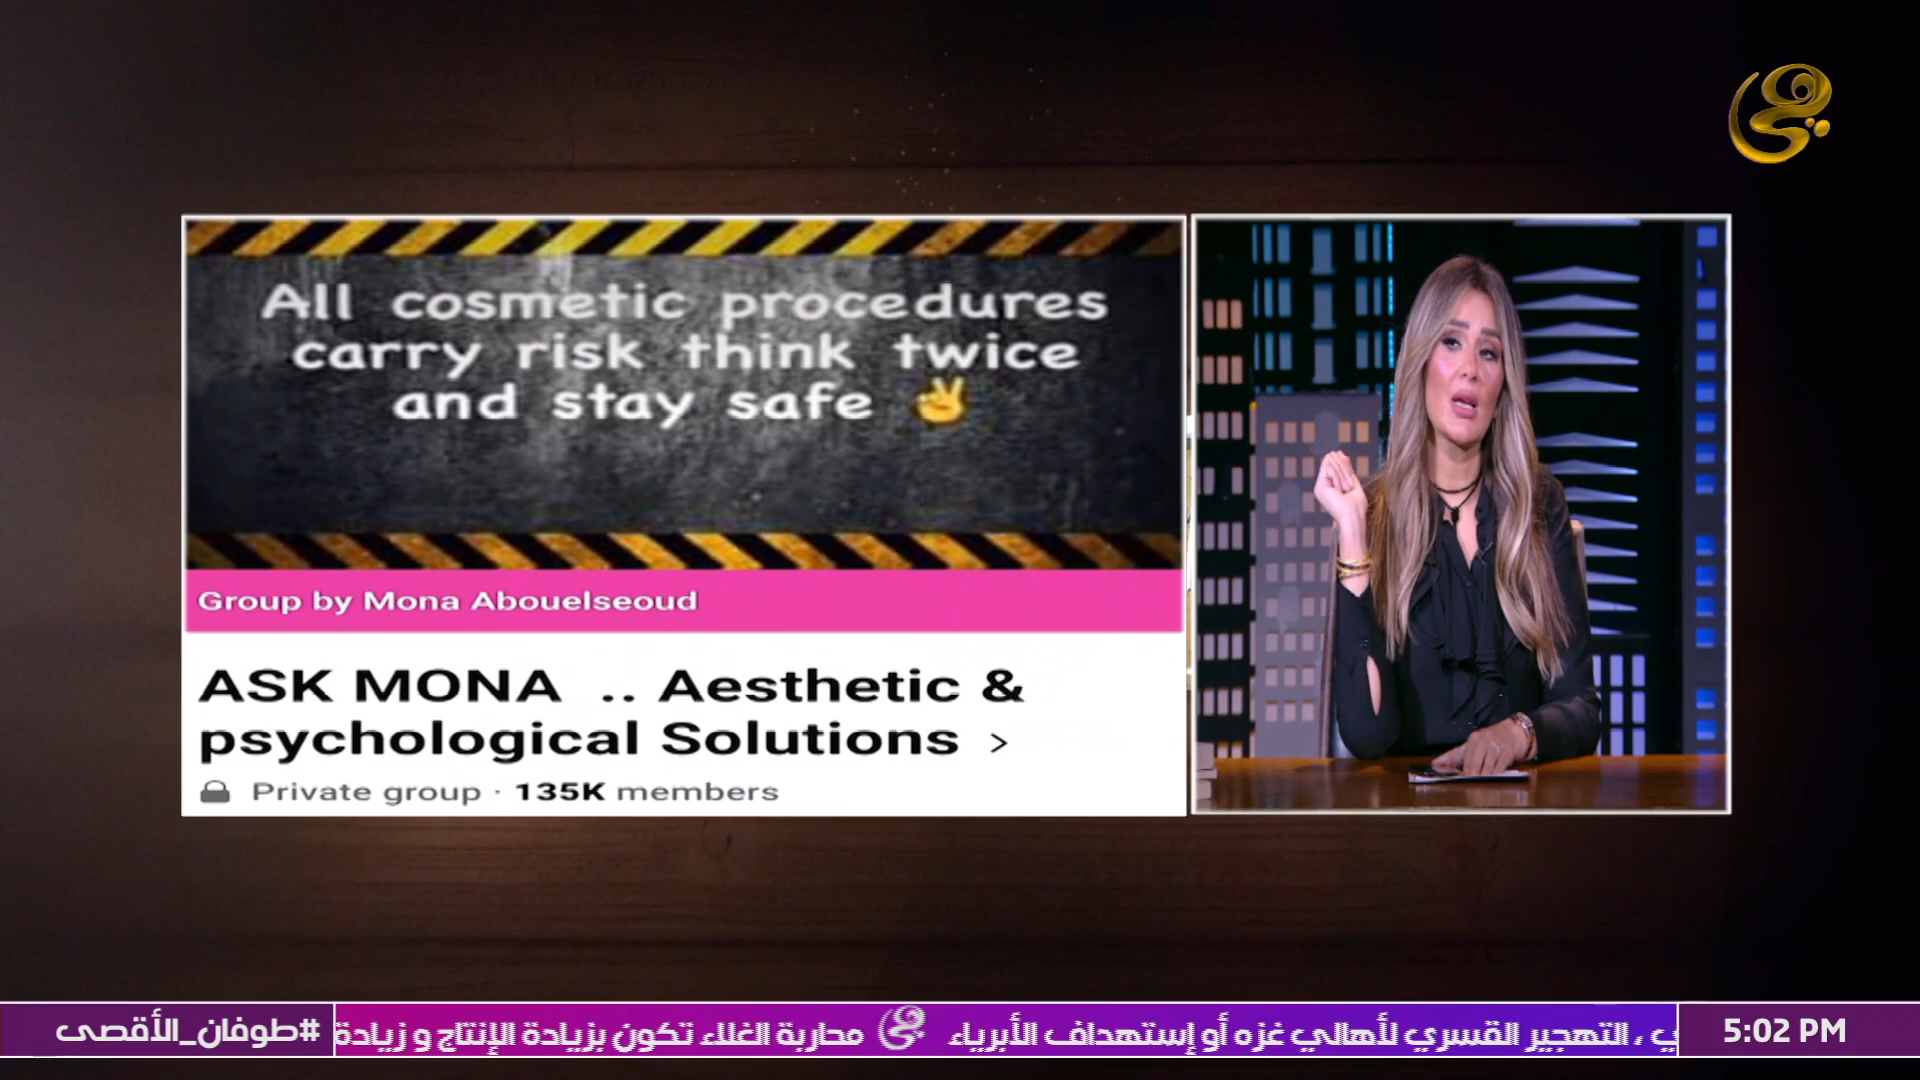 All cosmetic procedures
carry risk think twice
and stay safe ✌
Group by Mona Abouelseoud
ASK MONA .. Aesthetic &
psychological Solutions >
Private group · 135K members
#طوفان_الأقصى
ي ، التهجير القسري لأهالي غزه أو إستهداف الأبرياء
محاربة الغلاء تكون بزيادة الإنتاج و زيادة
5:02 PM